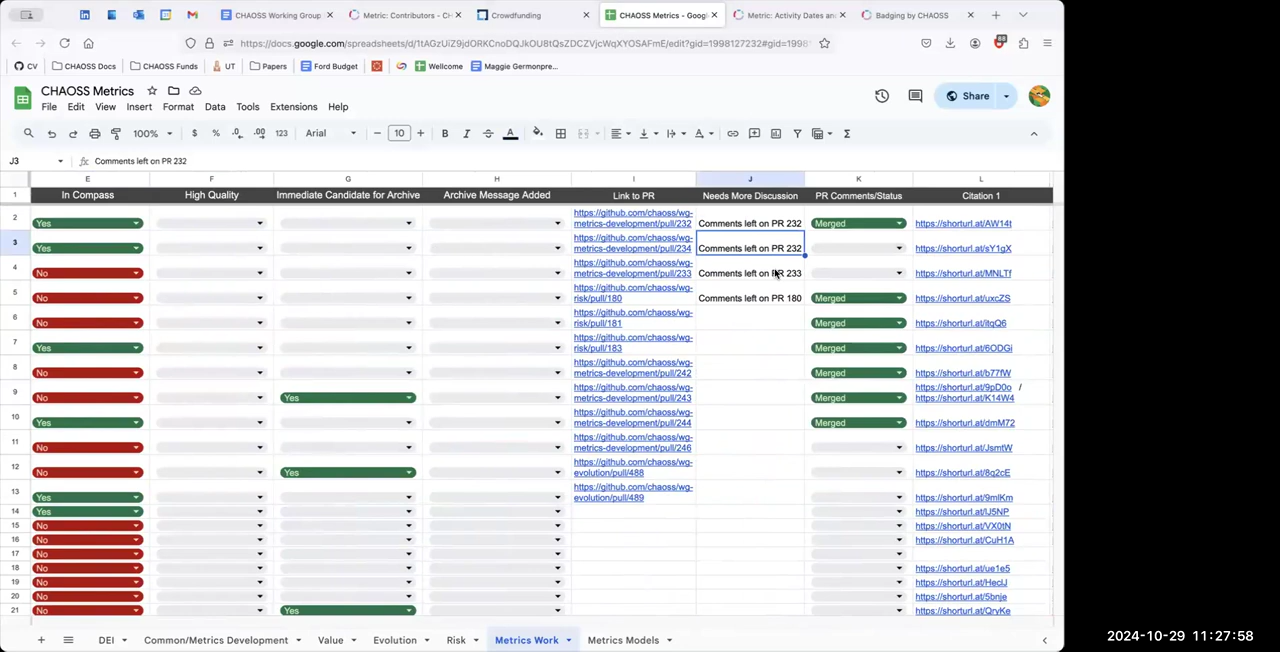 CHAOSS Working Group
Metric: Contributors - CH
Crowdfunding
CHAOSS Metrics - Googl
Metric: Activity Dates an
Badging by CHAOSS
https://docs.google.com/spreadsheets/d/1tAGzUiZ9jdORKCnoDQJkOU8tQsZDCZVjcWqXYOSAFmE/edit?gid=1998127232#gid=1998
CV
CHAOSS Docs
CHAOSS Funds
UT
Papers
Ford Budget
Wellcome
Maggie Germonpre...
CHAOSS Metrics
Share
File Edit View Insert Format Data Tools Extensions Help
100% $ % .0 .00 123 Arial 10 B I A Σ
J3 fx Comments left on PR 232
E F G H I J K L
1 In Compass High Quality Immediate Candidate for Archive Archive Message Added Link to PR Needs More Discussion PR Comments/Status Citation 1
2 Yes https://github.com/chaoss/wg-metrics-development/pull/232 Comments left on PR 232 Merged https://shorturl.at/AW14t
3 Yes https://github.com/chaoss/wg-metrics-development/pull/234 Comments left on PR 232 https://shorturl.at/sY1gX
4 No https://github.com/chaoss/wg-metrics-development/pull/233 Comments left on PR 233 https://shorturl.at/MNLTf
5 No https://github.com/chaoss/wg-risk/pull/180 Comments left on PR 180 Merged https://shorturl.at/uxcZS
6 No https://github.com/chaoss/wg-risk/pull/181 Merged https://shorturl.at/itqQ6
7 Yes https://github.com/chaoss/wg-risk/pull/183 Merged https://shorturl.at/6ODGi
8 No https://github.com/chaoss/wg-metrics-development/pull/242 Merged https://shorturl.at/b77fW
9 No Yes https://github.com/chaoss/wg-metrics-development/pull/243 Merged https://shorturl.at/9pD0o / https://shorturl.at/K14W4
10 Yes https://github.com/chaoss/wg-metrics-development/pull/244 Merged https://shorturl.at/dmM72
11 No https://github.com/chaoss/wg-metrics-development/pull/246 https://shorturl.at/JsmtW
12 No Yes https://github.com/chaoss/wg-evolution/pull/488 https://shorturl.at/8q2cE
13 Yes https://github.com/chaoss/wg-evolution/pull/489 https://shorturl.at/9mlKm
14 Yes https://shorturl.at/lJ5NP
15 No https://shorturl.at/VX0tN
16 No https://shorturl.at/CuH1A
17 No
18 No https://shorturl.at/ue1e5
19 No https://shorturl.at/HeclJ
20 No https://shorturl.at/5bnje
21 No Yes https://shorturl.at/QryKe
DEI Common/Metrics Development Value Evolution Risk Metrics Work Metrics Models
2024-10-29 11:27:58